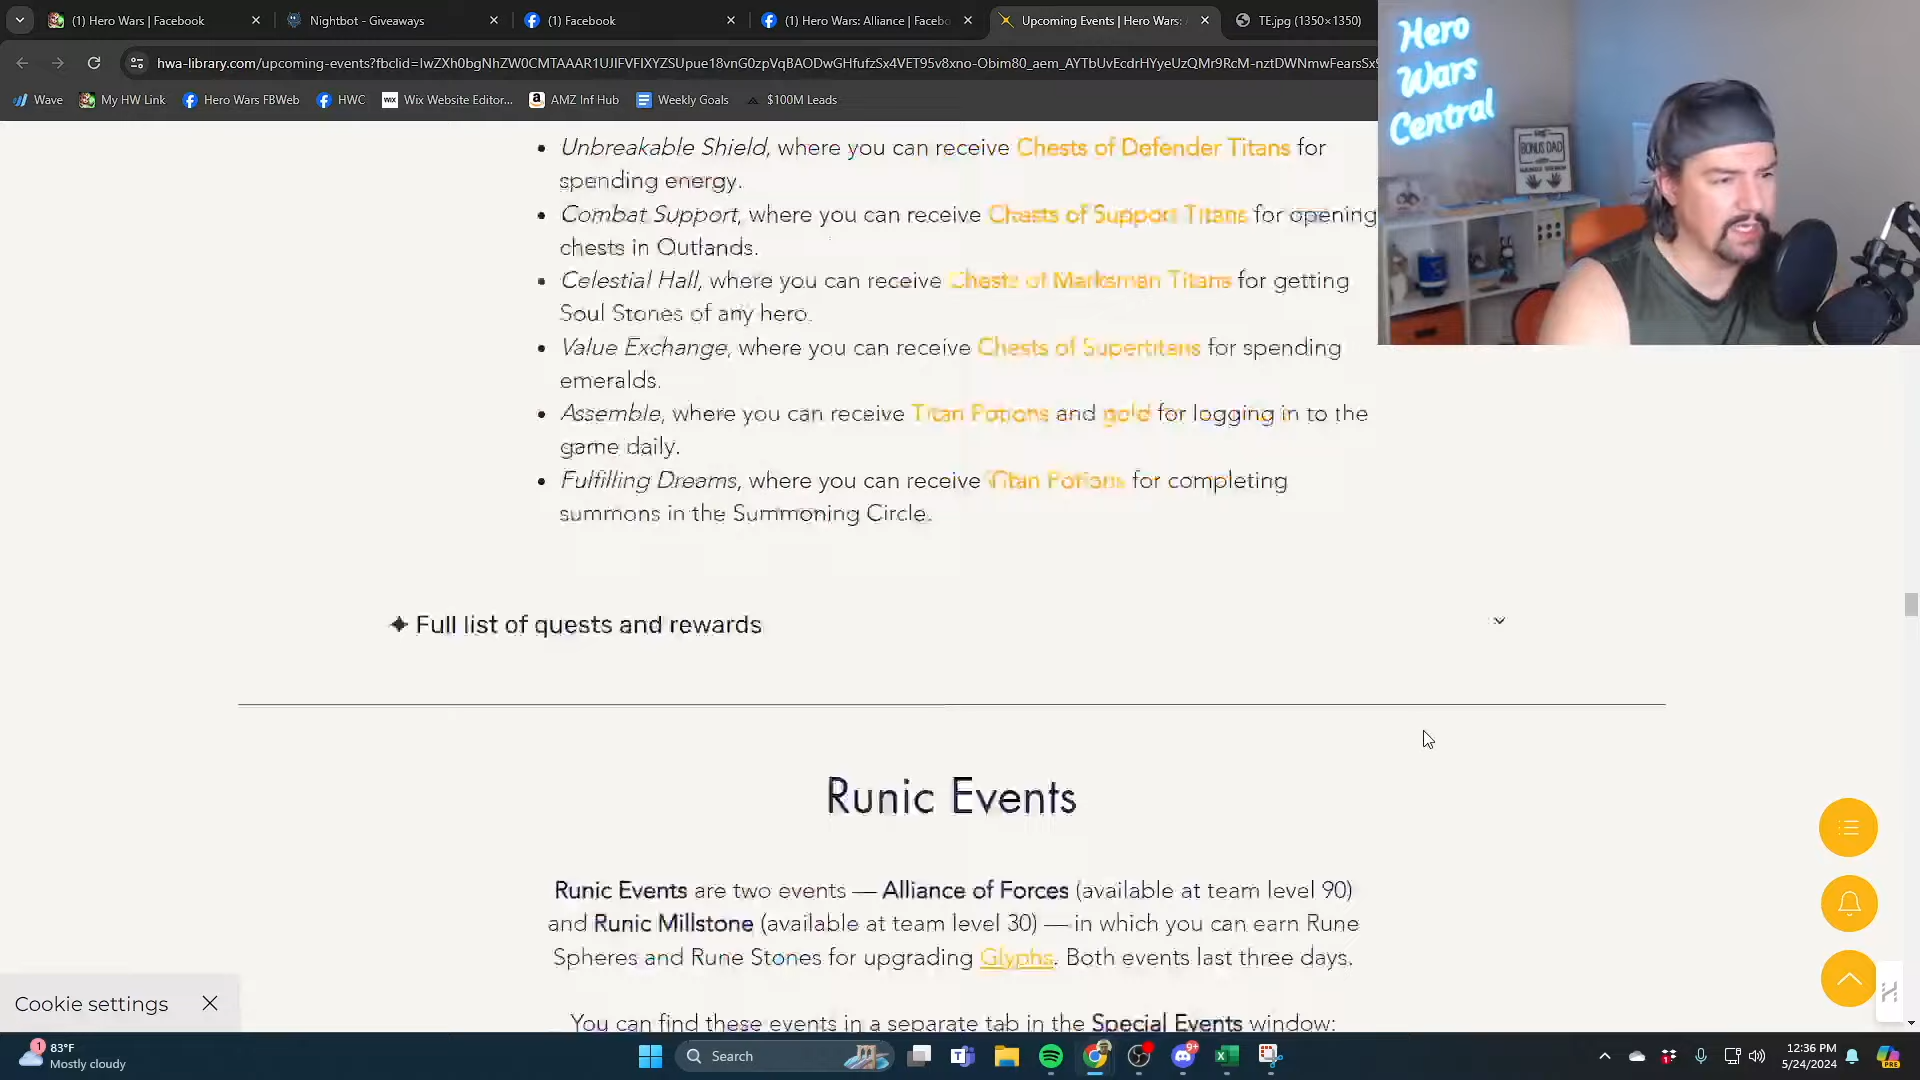 (1) Hero Wars | Facebook
Nightbot - Giveaways
(1) Facebook
(1) Hero Wars: Alliance | Facebo
Upcoming Events | Hero Wars:
TE.jpg (1350×1350)
Wave
My HW Link
Hero Wars FBWeb
HWC
WIX Wix Website Editor...
AMZ Inf Hub
Weekly Goals
$100M Leads
Hero
Wars
Central
BONUS DAD
• Unbreakable Shield, where you can receive Chests of Defender Titans for
spending energy.
• Combat Support, where you can receive Chests of Support Titans for opening
chests in Outlands.
• Celestial Hall, where you can receive Chests of Marksman Titans for getting
Soul Stones of any hero.
• Value Exchange, where you can receive Chests of Supertitans for spending
emeralds.
• Assemble, where you can receive Titan Potions and gold for logging in to the
game daily.
• Fulfilling Dreams, where you can receive Titan Potions for completing
summons in the Summoning Circle.
✦ Full list of quests and rewards
Runic Events
Runic Events are two events — Alliance of Forces (available at team level 90)
and Runic Millstone (available at team level 30) — in which you can earn Rune
Spheres and Rune Stones for upgrading Glyphs. Both events last three days.
You can find these events in a separate tab in the Special Events window:
Cookie settings
1
83°F
Mostly cloudy
Search
9+
12:36 PM
5/24/2024
PRE